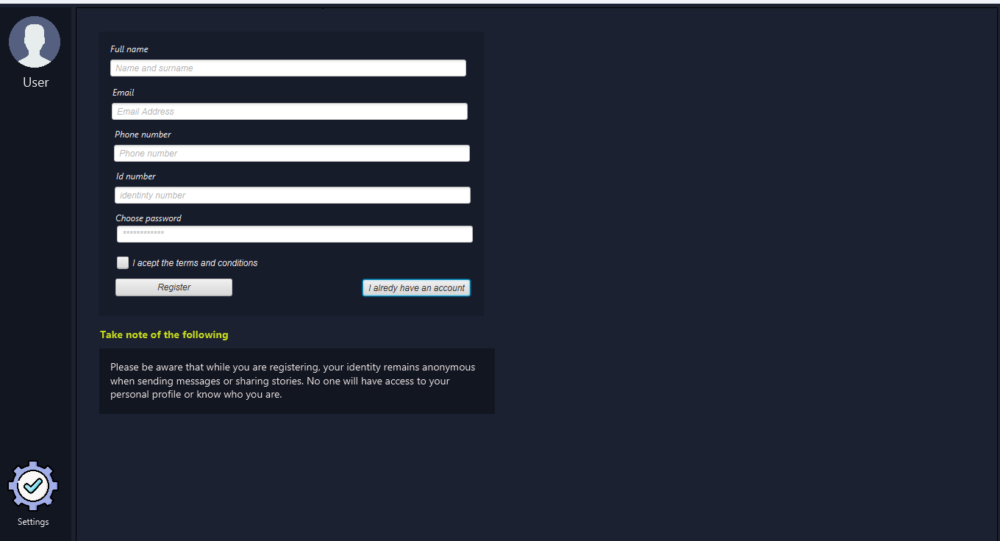 User
Full name
Name and surname
Email
Email Address
Phone number
Phone number
Id number
identinty number
Choose password
************
I acept the terms and conditions
Register
I alredy have an account
Take note of the following
Please be aware that while you are registering, your identity remains anonymous
when sending messages or sharing stories. No one will have access to your
personal profile or know who you are.
Settings